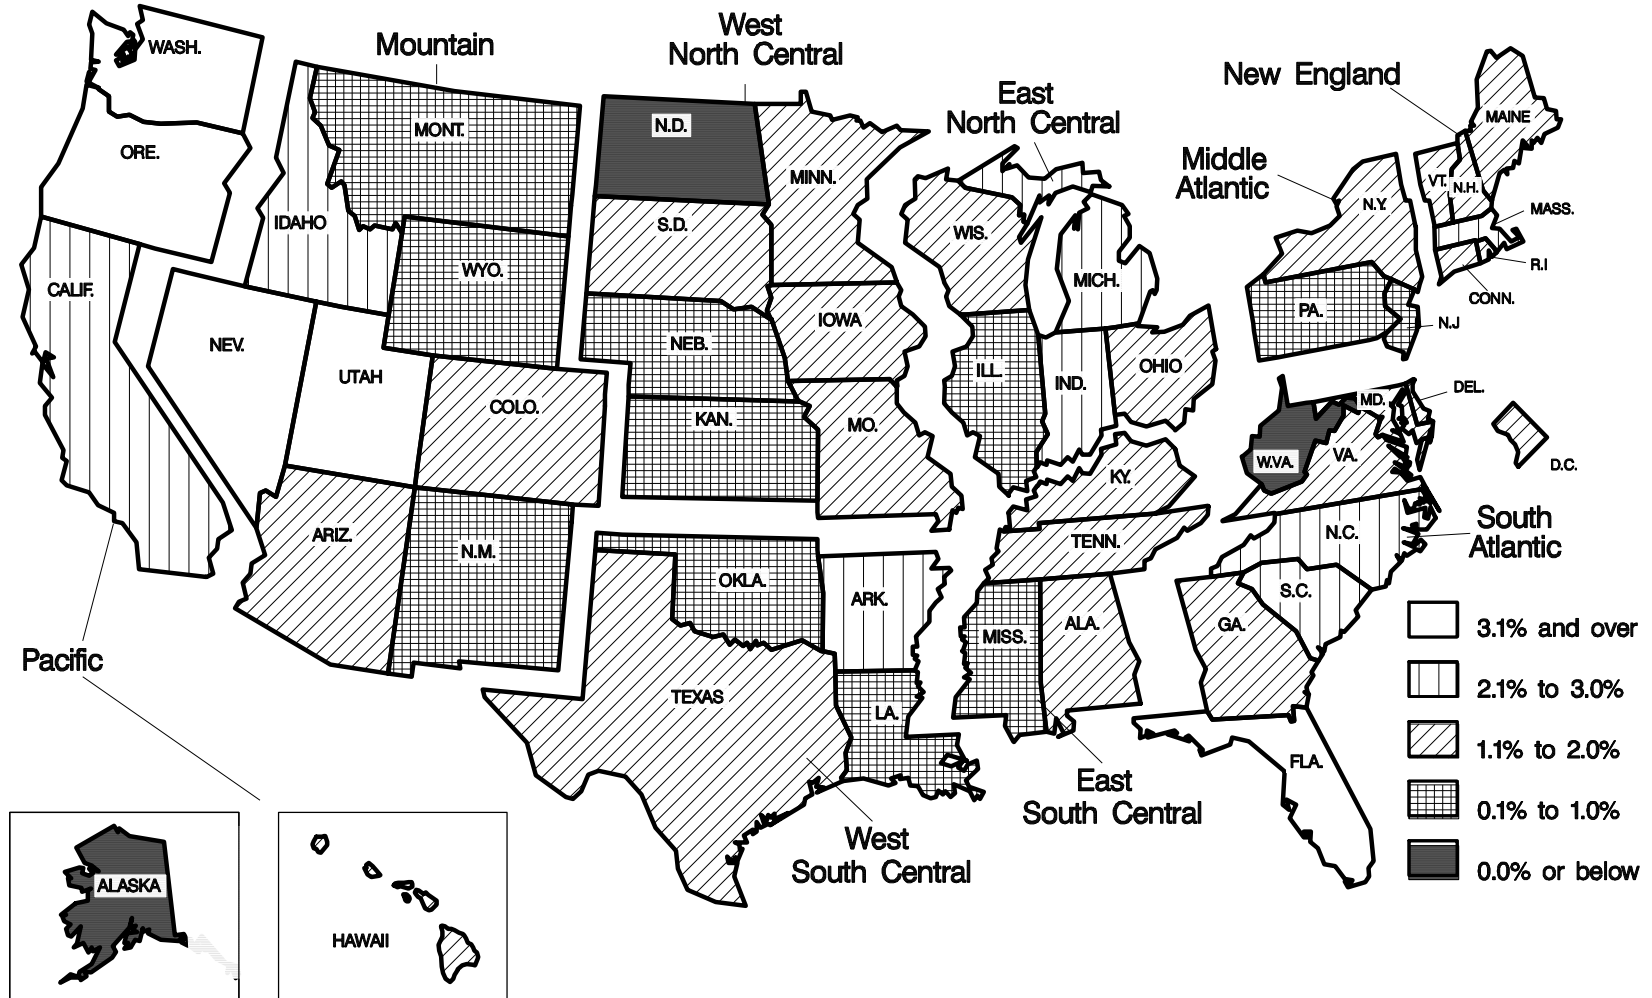 West
North Central
Mountain
New England
East
North Central
Middle
Atlantic
WASH.
ORE.
MONT.
N.D.
MINN.
MAINE
VT.
N.H.
IDAHO
S.D.
WIS.
N.Y.
MASS.
R.I
CALIF.
WYO.
MICH.
CONN.
NEV.
NEB.
IOWA
PA.
N.J
UTAH
COLO.
KAN.
MO.
ILL.
IND.
OHIO
MD.
DEL.
D.C.
ARIZ.
N.M.
OKLA.
ARK.
KY.
TENN.
W.VA.
VA.
N.C.
South
Atlantic
S.C.
MISS.
ALA.
GA.
Pacific
TEXAS
LA.
FLA.
East
South Central
West
South Central
3.1% and over
2.1% to 3.0%
1.1% to 2.0%
0.1% to 1.0%
0.0% or below
ALASKA
HAWAII